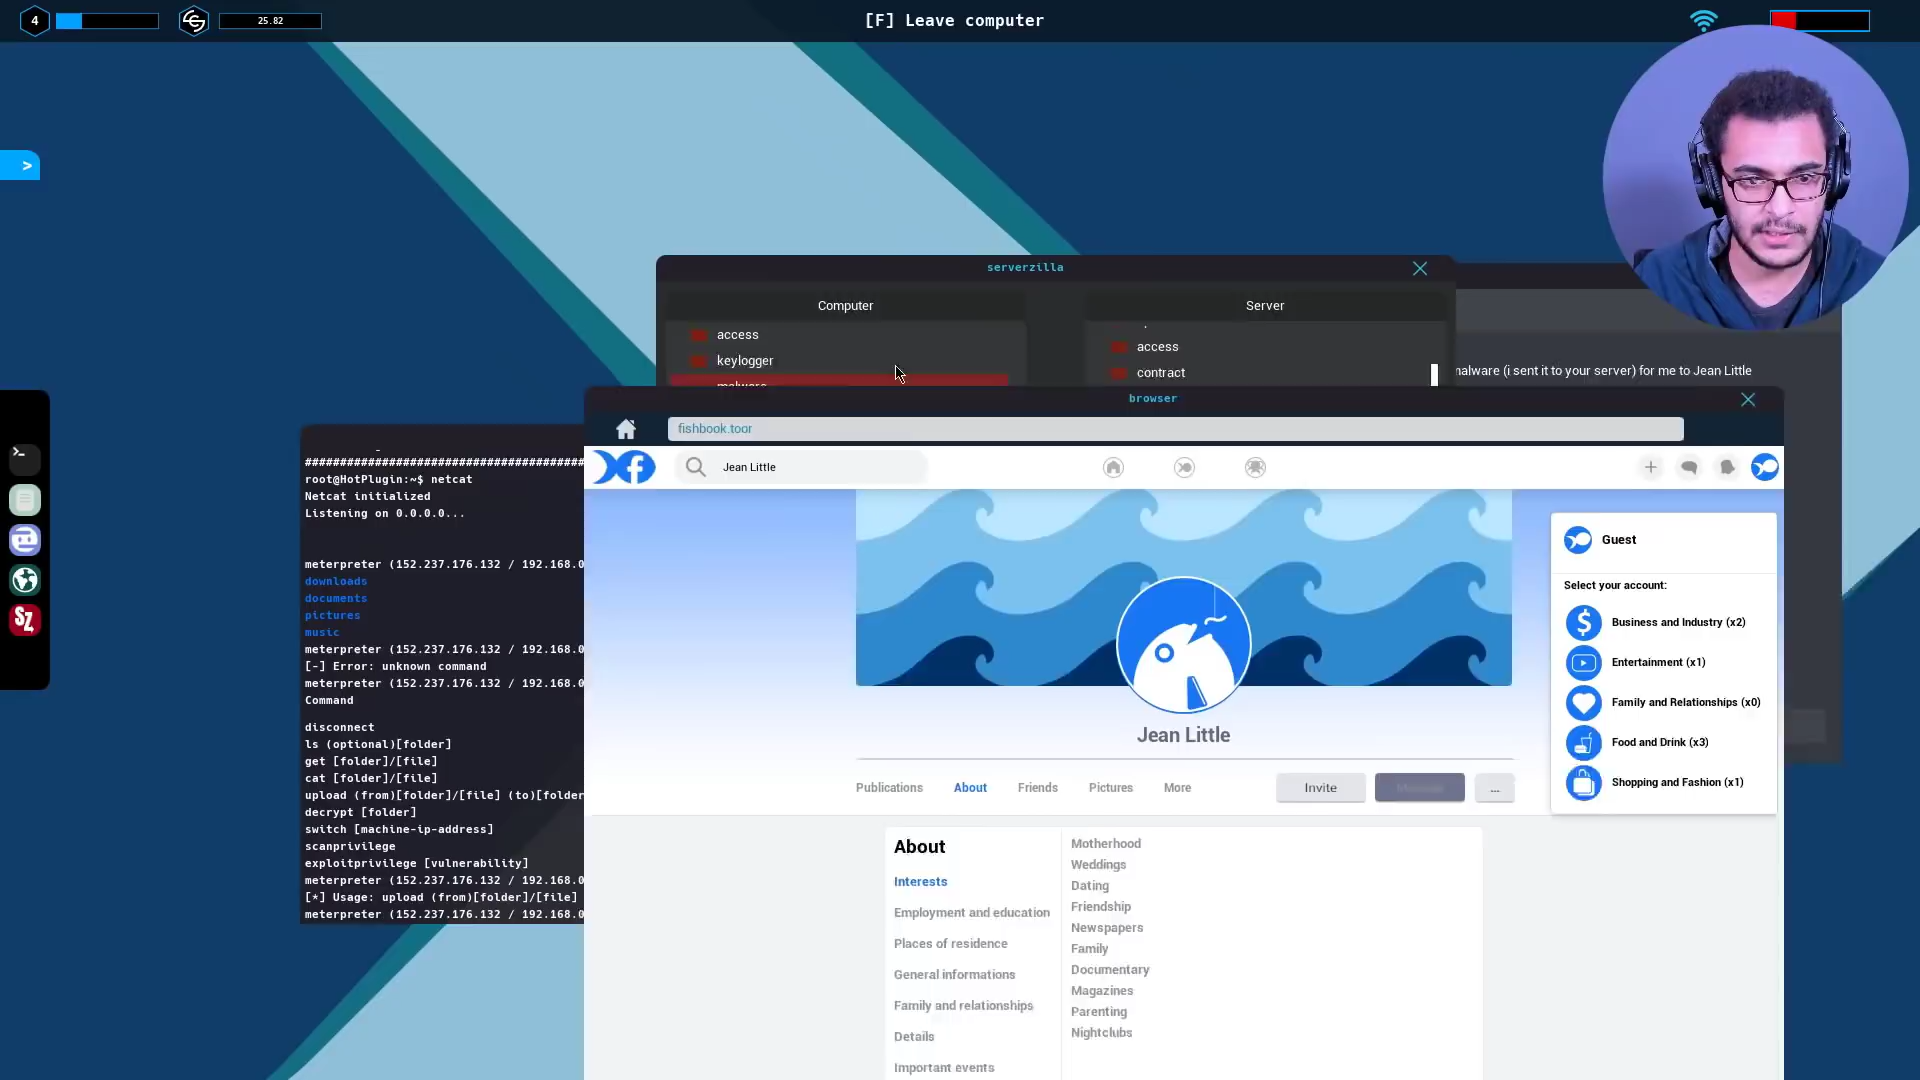 4
25.82
[F] Leave computer
>
serverzilla
Computer
Server
access
keylogger
malware
access
contract
malware (i sent it to your server) for me to Jean Little
browser
fishbook.toor
Jean Little
########################################
root@HotPlugin:~$ netcat
Netcat initialized
Listening on 0.0.0.0...
meterpreter (152.237.176.132 / 192.168.0
downloads
documents
pictures
music
meterpreter (152.237.176.132 / 192.168.0
[-] Error: unknown command
meterpreter (152.237.176.132 / 192.168.0
Command
disconnect
ls (optional)[folder]
get [folder]/[file]
cat [folder]/[file]
upload (from)[folder]/[file] (to)[folder
decrypt [folder]
switch [machine-ip-address]
scanprivilege
exploitprivilege [vulnerability]
meterpreter (152.237.176.132 / 192.168.0
[*] Usage: upload (from)[folder]/[file]
meterpreter (152.237.176.132 / 192.168.0
Guest
Select your account:
Business and Industry (x2)
Entertainment (x1)
Family and Relationships (x0)
Food and Drink (x3)
Shopping and Fashion (x1)
Jean Little
Publications
About
Friends
Pictures
More
Invite
...
About
Interests
Employment and education
Places of residence
General informations
Family and relationships
Details
Important events
Motherhood
Weddings
Dating
Friendship
Newspapers
Family
Documentary
Magazines
Parenting
Nightclubs
SZ